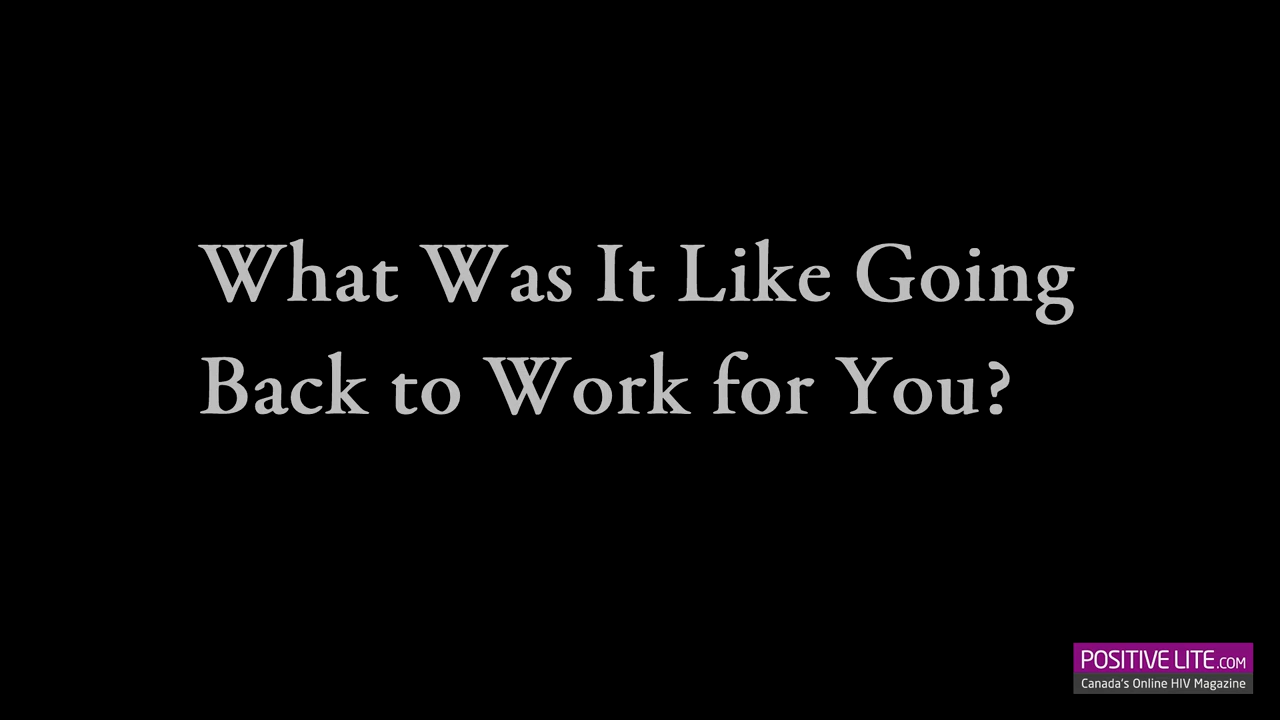 What Was It Like Going
Back to Work for You?
POSITIVE LITE.COM
Canada's Online HIV Magazine